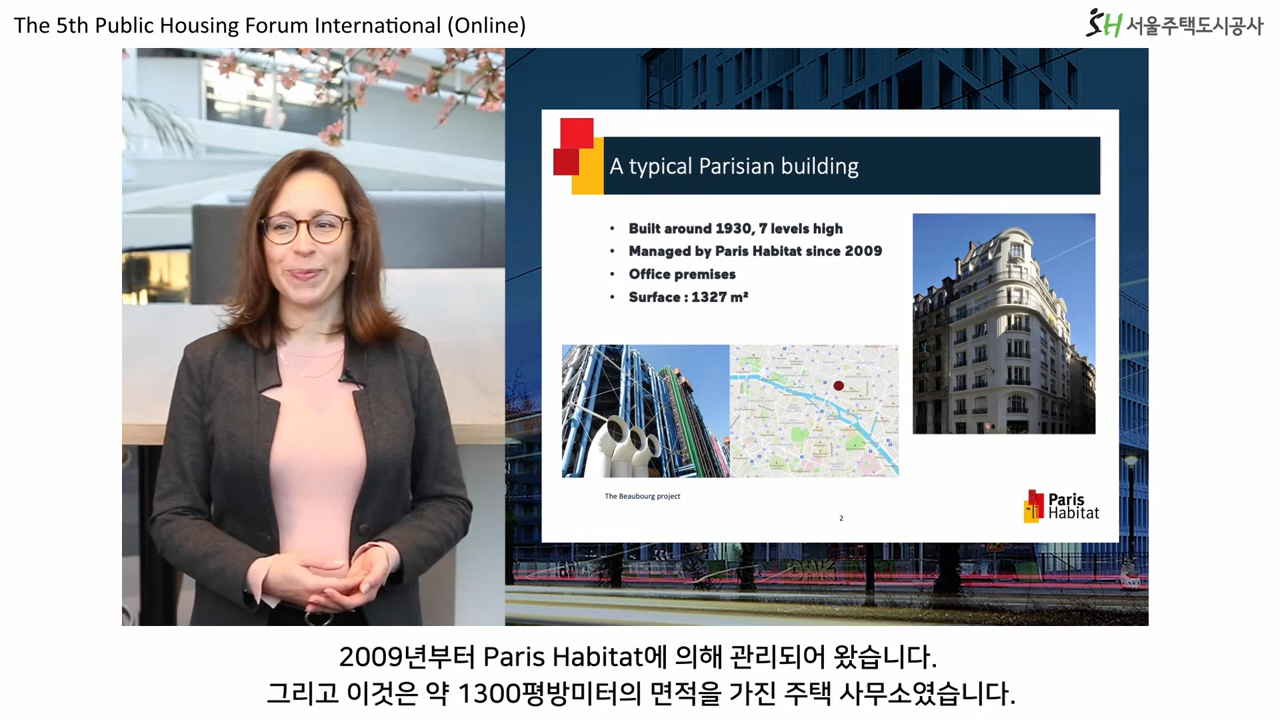 The 5th Public Housing Forum International (Online)
SH 서울주택도시공사
A typical Parisian building
• Built around 1930, 7 levels high
• Managed by Paris Habitat since 2009
• Office premises
• Surface : 1327 m²
The Beaubourg project
2
Paris
Habitat
2009년부터 Paris Habitat에 의해 관리되어 왔습니다.
그리고 이것은 약 1300평방미터의 면적을 가진 주택 사무소였습니다.